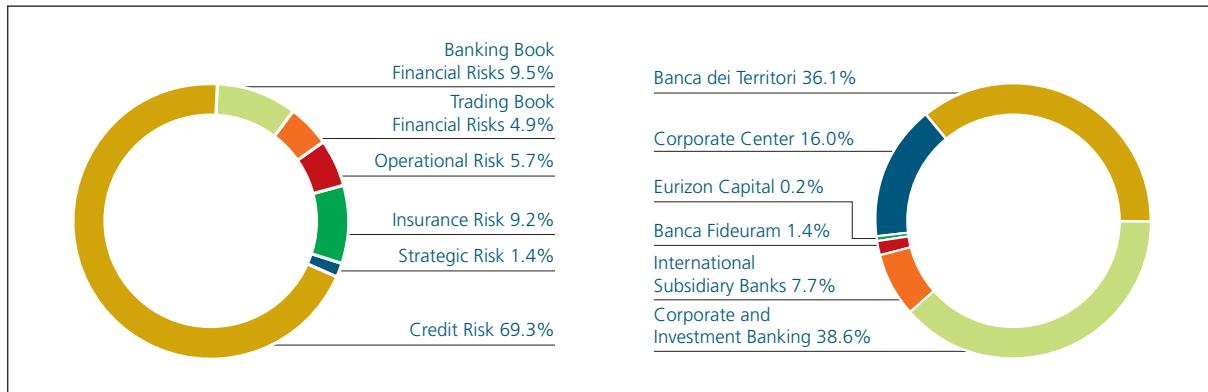 Banking Book
Financial Risks 9.5%
Trading Book
Financial Risks 4.9%
Operational Risk 5.7%
Insurance Risk 9.2%
Strategic Risk 1.4%
Credit Risk 69.3%
Banca dei Territori 36.1%
Corporate Center 16.0%
Eurizon Capital 0.2%
Banca Fideuram 1.4%
International
Subsidiary Banks 7.7%
Corporate and
Investment Banking 38.6%